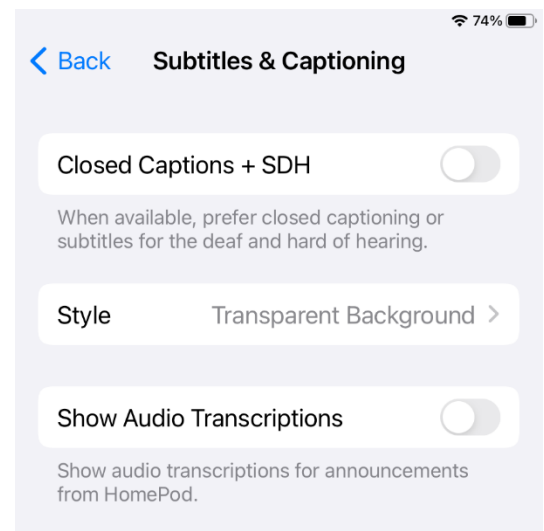 74%
Back Subtitles & Captioning
Closed Captions + SDH
When available, prefer closed captioning or
subtitles for the deaf and hard of hearing.
Style Transparent Background
Show Audio Transcriptions
Show audio transcriptions for announcements
from HomePod.